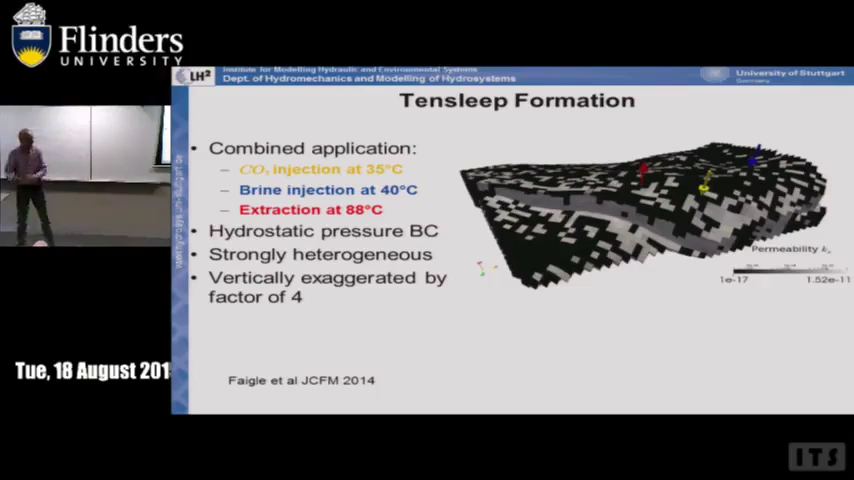 Flinders
UNIVERSITY
LH2
Institute for Modelling Hydraulic and Environmental Systems
Dept. of Hydromechanics and Modelling of Hydrosystems
University of Stuttgart
Germany
Tensleep Formation
• Combined application:
– CO₂ injection at 35°C
– Brine injection at 40°C
– Extraction at 88°C
• Hydrostatic pressure BC
• Strongly heterogeneous
• Vertically exaggerated by
factor of 4
Permeability
1e-17
1.52e-11
Faigle et al JCFM 2014
Tue, 18 August 201
ITS